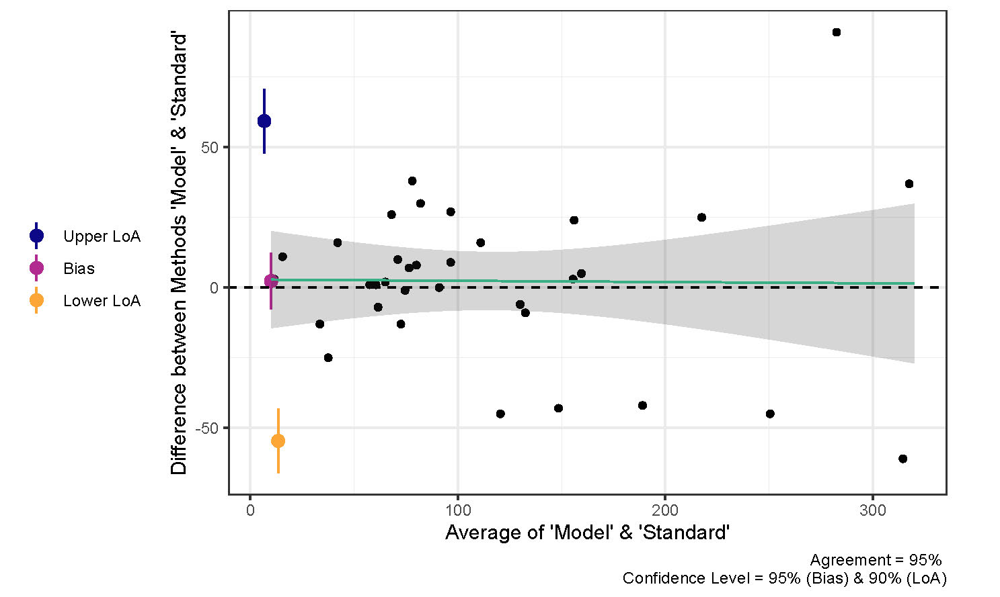 Difference between Methods 'Model' & 'Standard'
50
0
-50
Upper LoA
Bias
Lower LoA
0 100 200 300
Average of 'Model' & 'Standard'
Agreement = 95%
Confidence Level = 95% (Bias) & 90% (LoA)